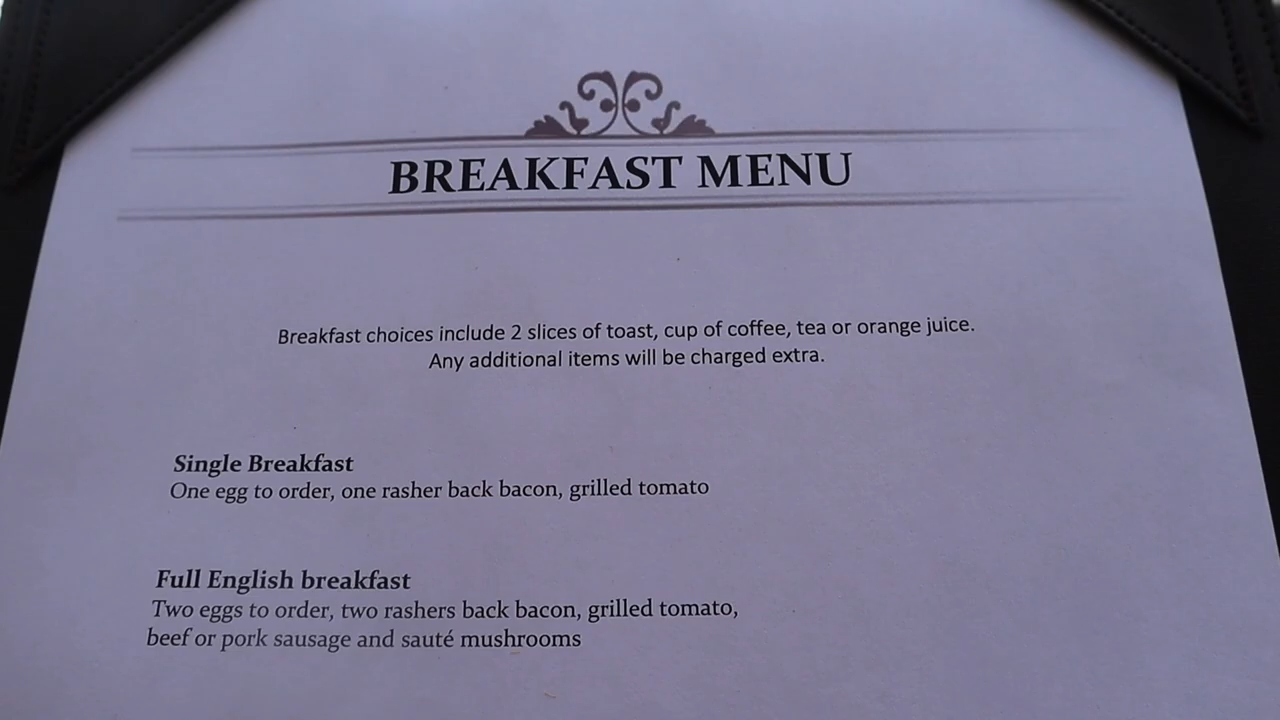 BREAKFAST MENU
Breakfast choices include 2 slices of toast, cup of coffee, tea or orange juice.
Any additional items will be charged extra.
Single Breakfast
One egg to order, one rasher back bacon, grilled tomato
Full English breakfast
Two eggs to order, two rashers back bacon, grilled tomato,
beef or pork sausage and sauté mushrooms